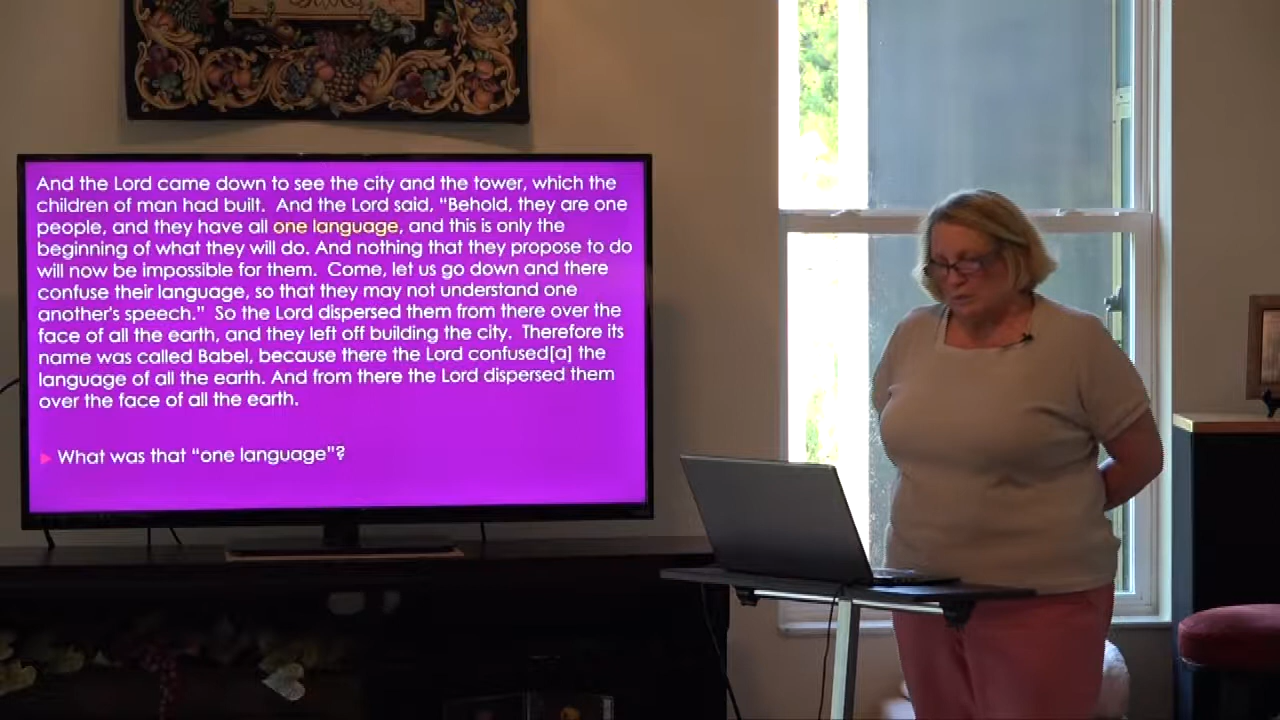 And the Lord came down to see the city and the tower, which the
children of man had built.  And the Lord said, “Behold, they are one
people, and they have all one language, and this is only the
beginning of what they will do. And nothing that they propose to do
will now be impossible for them.  Come, let us go down and there
confuse their language, so that they may not understand one
another's speech.”  So the Lord dispersed them from there over the
face of all the earth, and they left off building the city.  Therefore its
name was called Babel, because there the Lord confused[a] the
language of all the earth. And from there the Lord dispersed them
over the face of all the earth.
What was that “one language”?